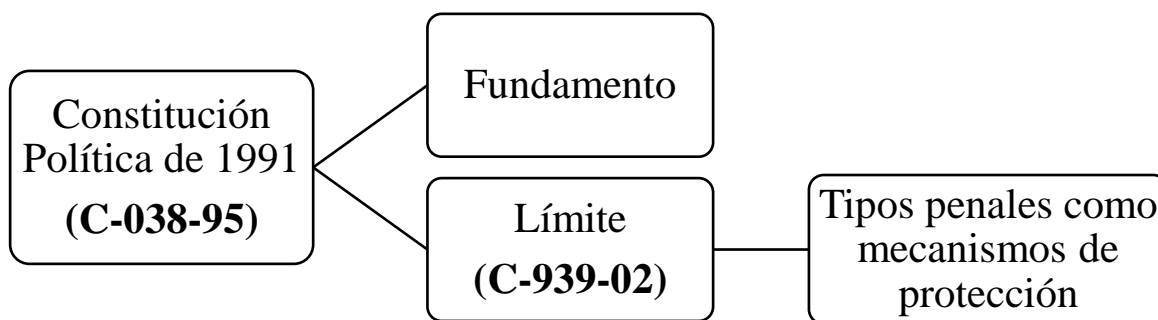 Constitución
Política de 1991
(C-038-95)
Fundamento
Límite
(C-939-02)
Tipos penales como
mecanismos de
protección